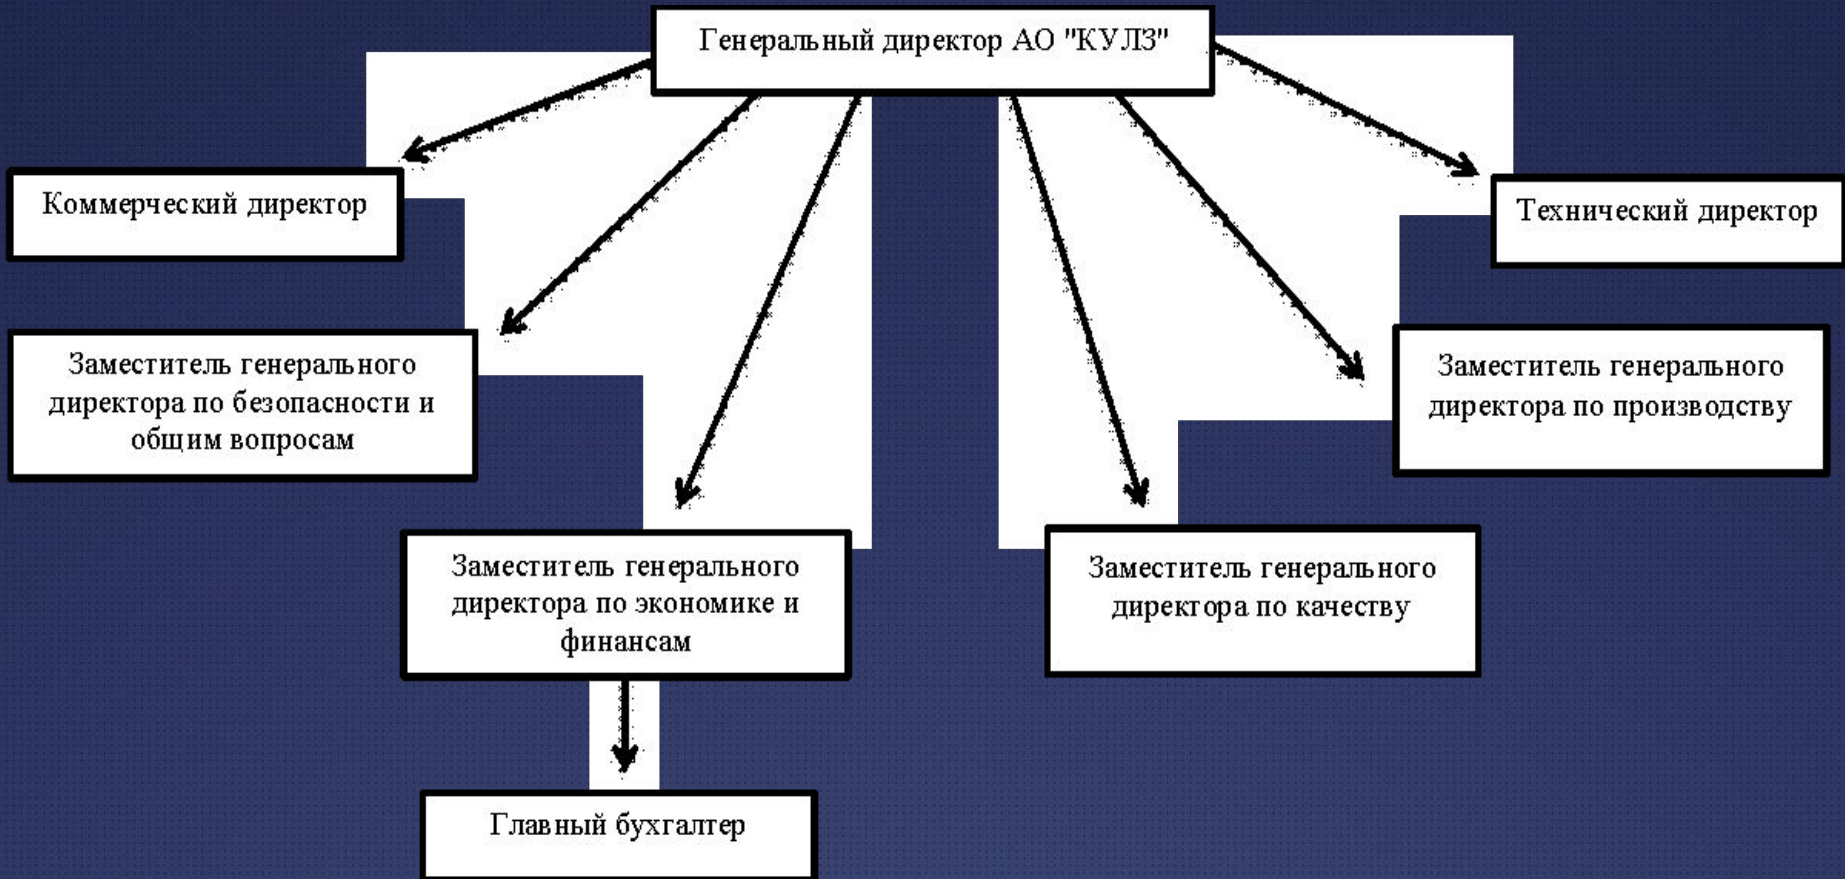 Генеральный директор АО "КУЛЗ"
Коммерческий директор
Технический директор
Заместитель генерального
директора по безопасности и
общим вопросам
Заместитель генерального
директора по производству
Заместитель генерального
директора по экономике и
финансам
Заместитель генерального
директора по качеству
Главный бухгалтер